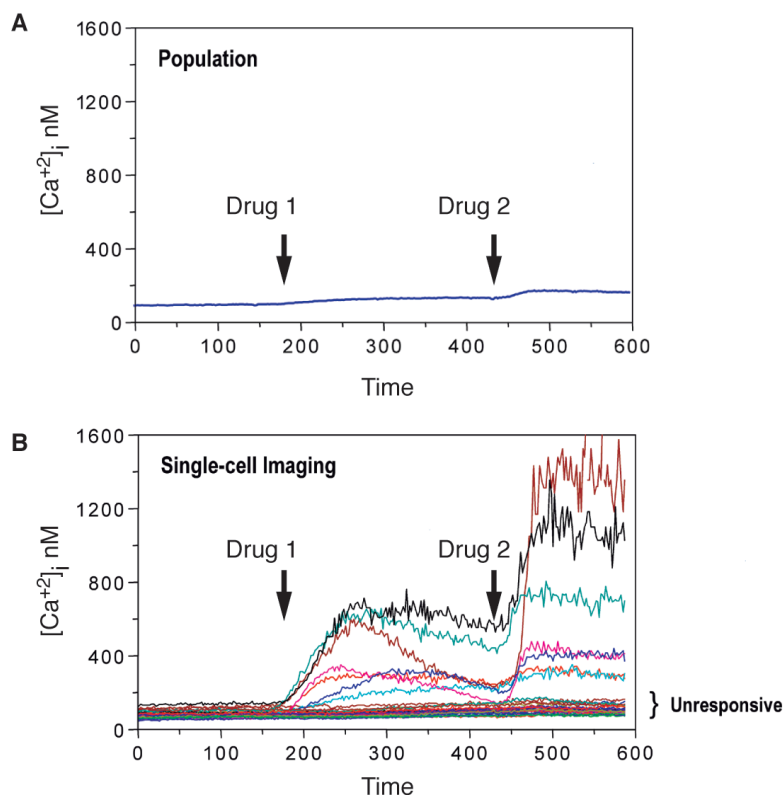 A
Population
[Ca+2]i nM
1600
1200
800
400
0
Drug 1
Drug 2
0 100 200 300 400 500 600
Time
B
Single-cell Imaging
[Ca+2]i nM
1600
1200
800
400
0
Drug 1
Drug 2
} Unresponsive
0 100 200 300 400 500 600
Time